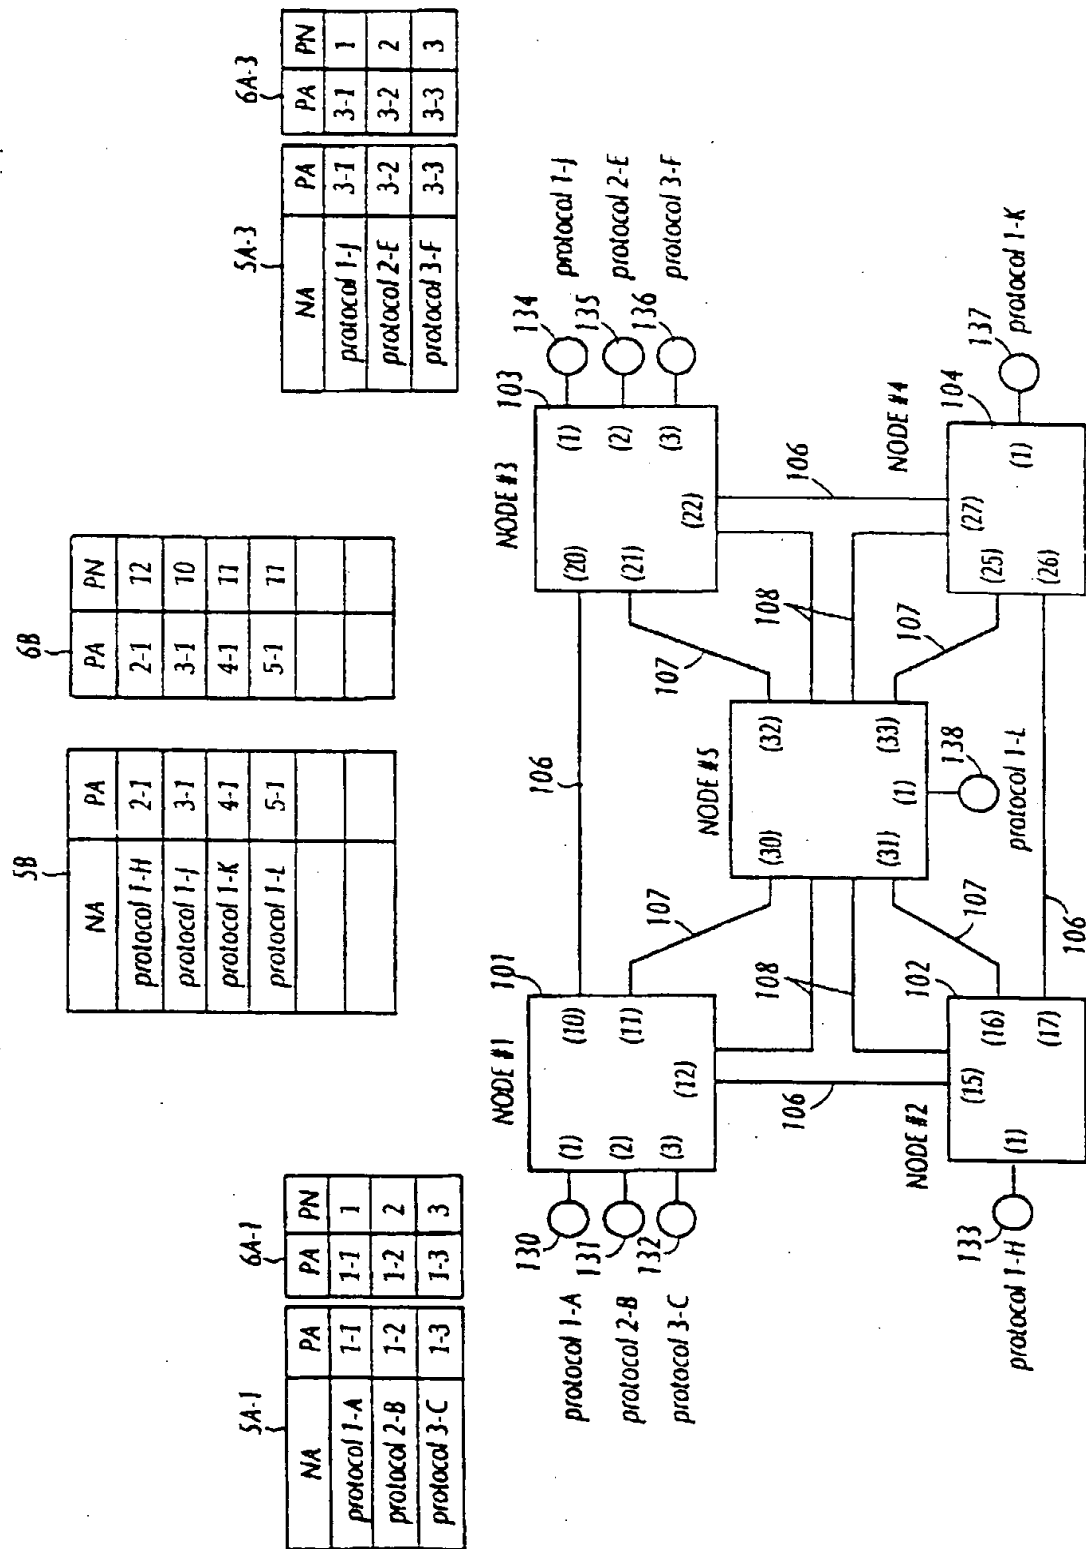 5A-1
NA PA
protocol 1-A 1-1
protocol 2-B 1-2
protocol 3-C 1-3
6A-1
PA PN
1-1 1
1-2 2
1-3 3
5B
NA PA
protocol 1-H 2-1
protocol 1-J 3-1
protocol 1-K 4-1
protocol 1-L 5-1
6B
PA PN
2-1 12
3-1 10
4-1 11
5-1 11
5A-3
NA PA
protocol 1-J 3-1
protocol 2-E 3-2
protocol 3-F 3-3
6A-3
PA PN
3-1 1
3-2 2
3-3 3
NODE #1
101
130
protocol 1-A
131
protocol 2-B
132
protocol 3-C
(1)
(2)
(3)
(10)
(11)
(12)
106
107
108
106
NODE #3
103
(20)
(21)
(22)
(1)
(2)
(3)
134
protocol 1-J
135
protocol 2-E
136
protocol 3-F
107
108
106
NODE #5
(30)
(31)
(32)
(33)
(1)
138
protocol 1-L
NODE #2
102
(15)
(16)
(17)
(1)
133
protocol 1-H
107
106
NODE #4
104
(25)
(26)
(27)
(1)
137
protocol 1-K
107